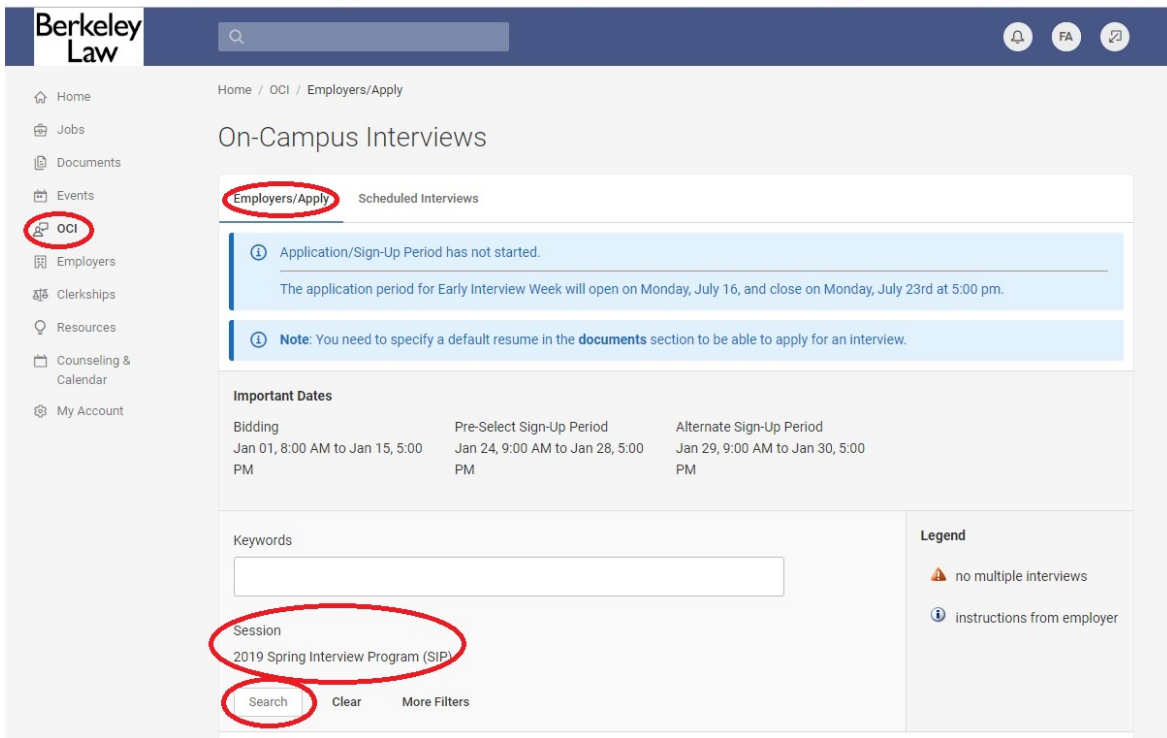 Berkeley
Law
FA
Home
Jobs
Documents
Events
OCI
Employers
Clerkships
Resources
Counseling &
Calendar
My Account
Home / OCI / Employers/Apply
On-Campus Interviews
Employers/Apply
Scheduled Interviews
Application/Sign-Up Period has not started.
The application period for Early Interview Week will open on Monday, July 16, and close on Monday, July 23rd at 5:00 pm.
Note: You need to specify a default resume in the documents section to be able to apply for an interview.
Important Dates
Bidding
Jan 01, 8:00 AM to Jan 15, 5:00
PM
Pre-Select Sign-Up Period
Jan 24, 9:00 AM to Jan 28, 5:00
PM
Alternate Sign-Up Period
Jan 29, 9:00 AM to Jan 30, 5:00
PM
Keywords
Session
2019 Spring Interview Program (SIP)
Search
Clear
More Filters
Legend
no multiple interviews
instructions from employer